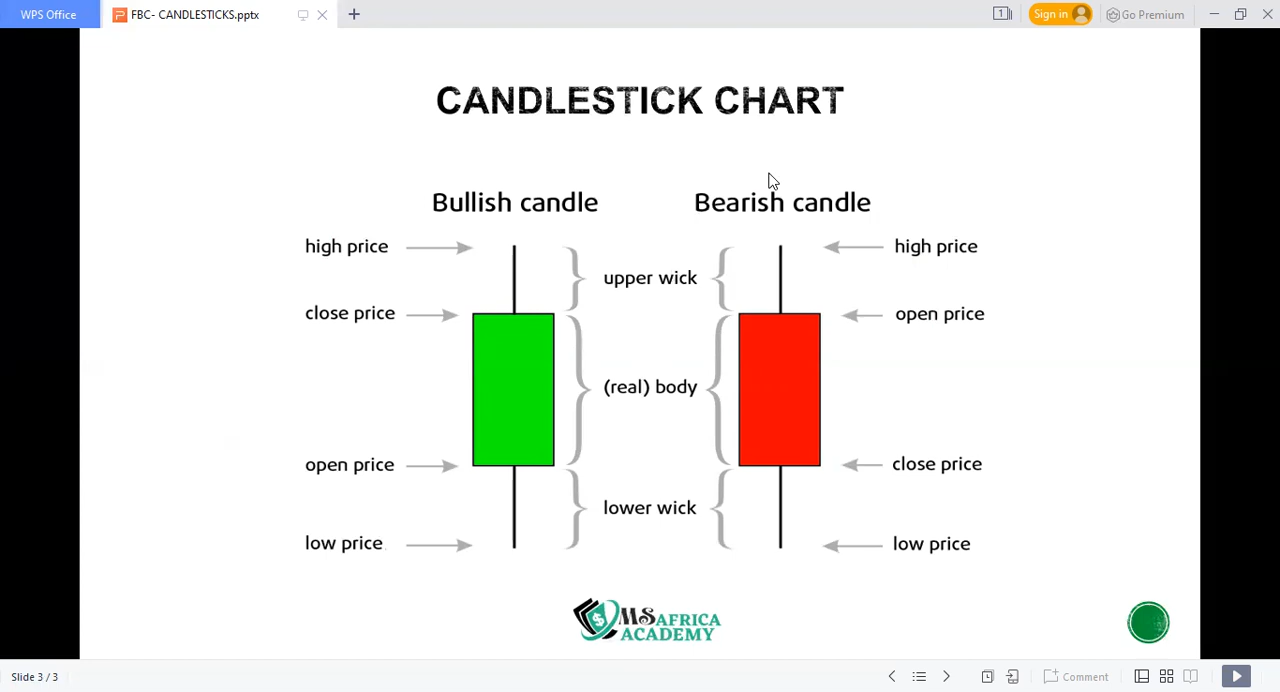 WPS Office
FBC- CANDLESTICKS.pptx
1
Sign in
Go Premium
CANDLESTICK CHART
Bullish candle
Bearish candle
high price
high price
upper wick
close price
open price
(real) body
open price
close price
lower wick
low price
low price
MSAFRICA
ACADEMY
Slide 3 / 3
Comment